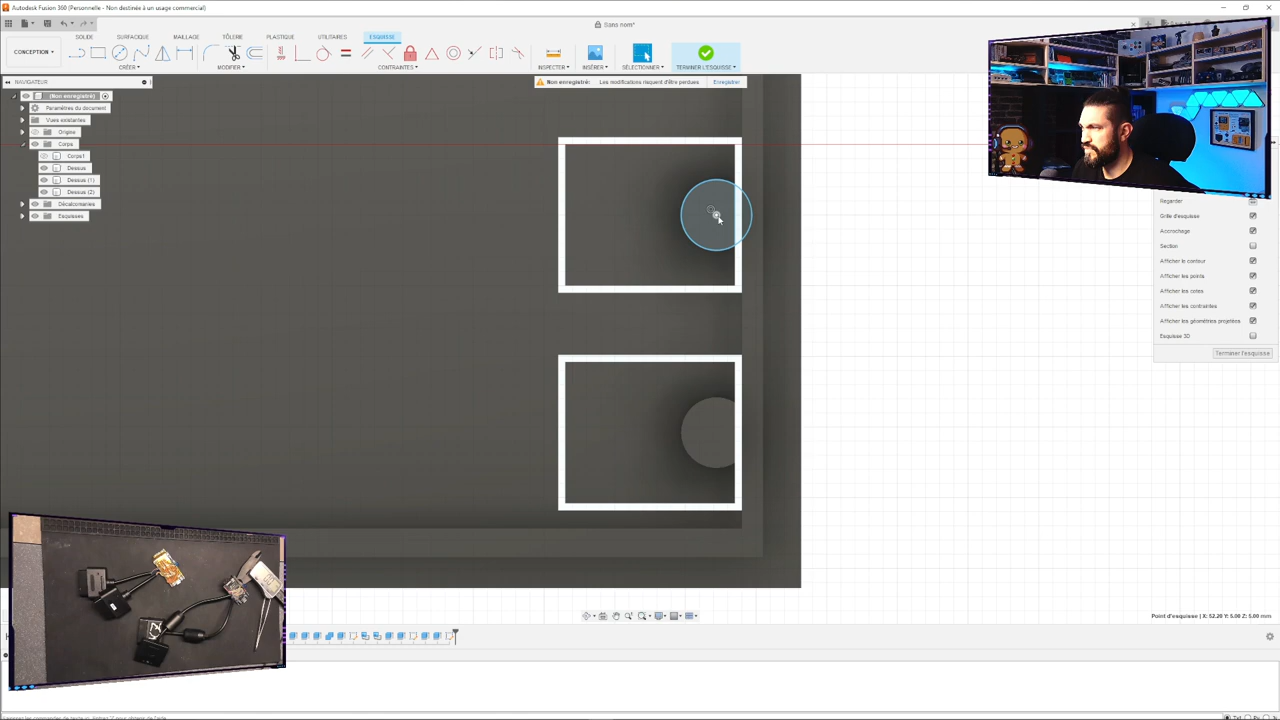 Autodesk Fusion 360 (Personnelle - Non destinée à un usage commercial)
Sans nom*
CONCEPTION
SOLIDE
SURFACIQUE
MAILLAGE
TÔLERIE
PLASTIQUE
UTILITAIRES
ESQUISSE
CRÉER
MODIFIER
CONTRAINTES
INSPECTER
INSÉRER
SÉLECTIONNER
TERMINER L'ESQUISSE
NAVIGATEUR
Non enregistré:
Les modifications risquent d'être perdues
Enregistrer
(Non enregistré)
Paramètres du document
Vues existantes
Origine
Corps
Corps1
Dessus
Dessus (1)
Dessus (2)
Décalcomanies
Esquisses
Regarder
Grille d'esquisse
Accrochage
Section
Afficher le contour
Afficher les points
Afficher les cotes
Afficher les contraintes
Afficher les géométries projetées
Esquisse 3D
Terminer l'esquisse
Point d'esquisse | X: 52.20 Y: 5.00 Z: 5.00 mm
Txt
Py